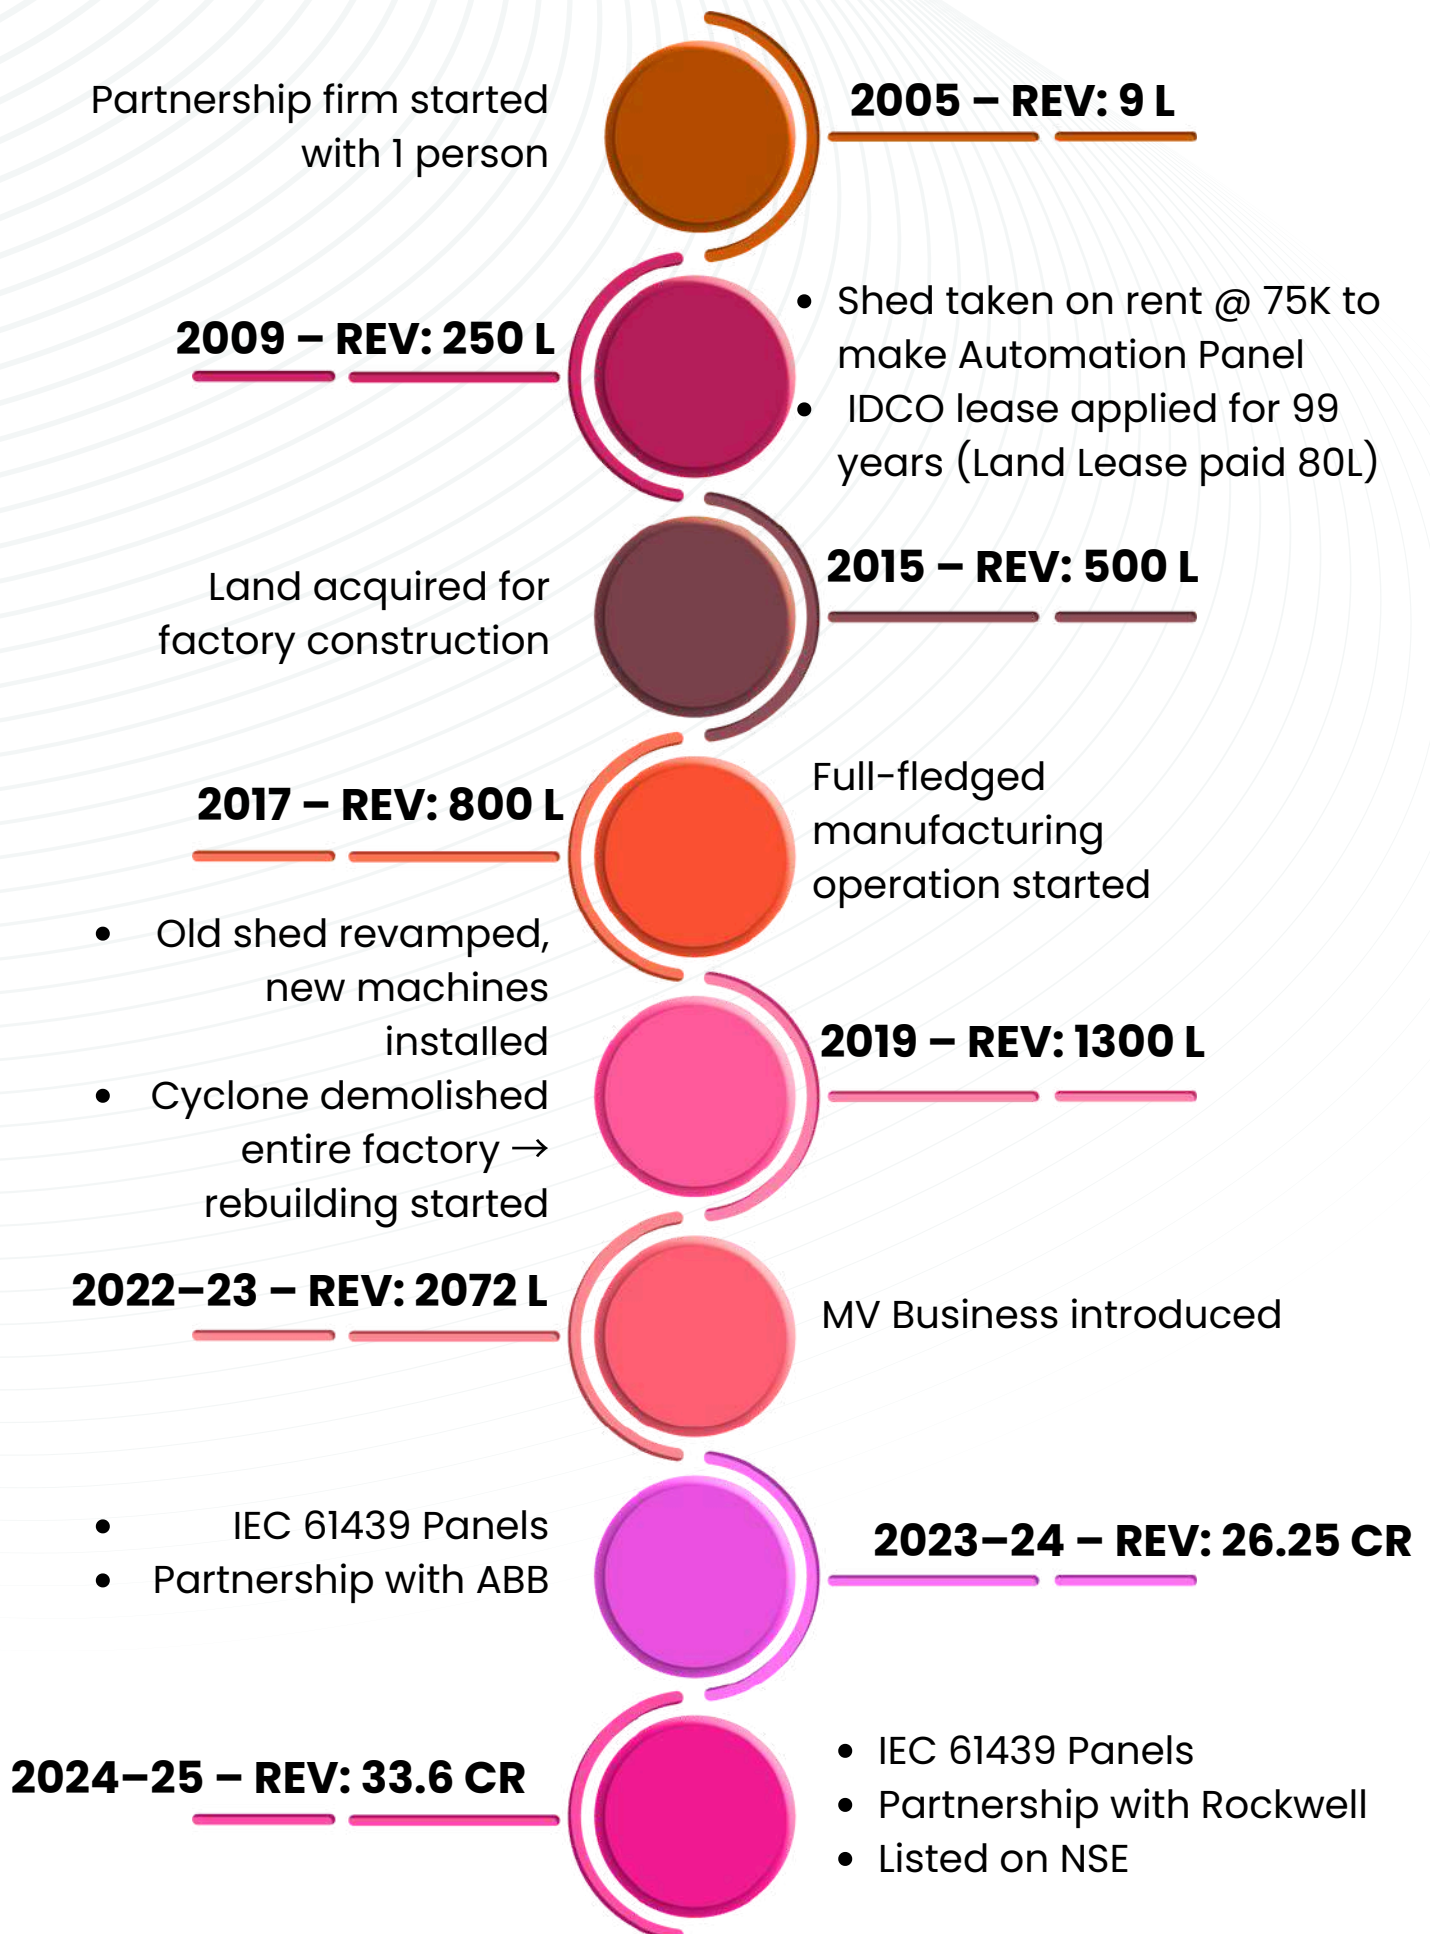 Partnership firm started
with 1 person
2005 – REV: 9 L
2009 – REV: 250 L
• Shed taken on rent @ 75K to
make Automation Panel
• IDCO lease applied for 99
years (Land Lease paid 80L)
Land acquired for
factory construction
2015 – REV: 500 L
2017 – REV: 800 L
Full-fledged
manufacturing
operation started
• Old shed revamped,
new machines
installed
• Cyclone demolished
entire factory →
rebuilding started
2019 – REV: 1300 L
2022–23 – REV: 2072 L
MV Business introduced
• IEC 61439 Panels
• Partnership with ABB
2023–24 – REV: 26.25 CR
2024–25 – REV: 33.6 CR
• IEC 61439 Panels
• Partnership with Rockwell
• Listed on NSE